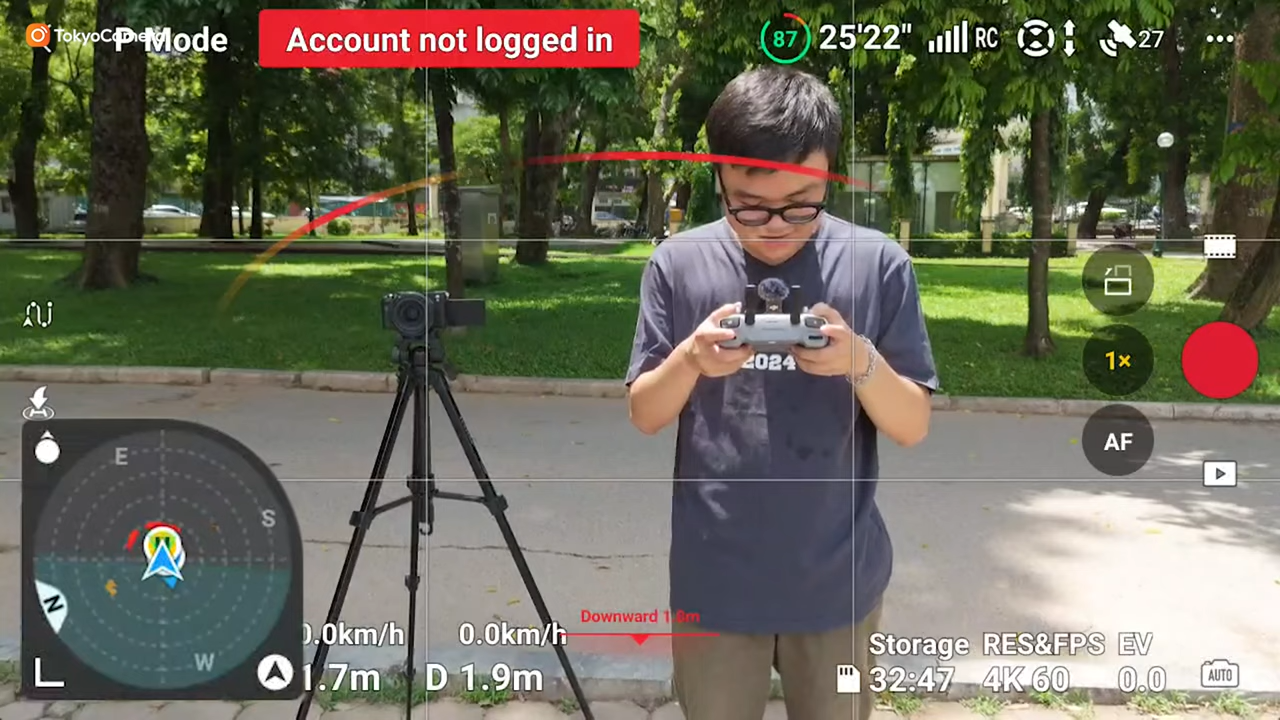 TokyoCamera
P Mode
Account not logged in
87
25'22"
RC
27
318
2024
1×
AF
E
S
N
W
Downward 1.8m
0.0km/h
0.0km/h
1.7m
D 1.9m
Storage
RES&FPS
EV
32:47
4K 60
0.0
AUTO